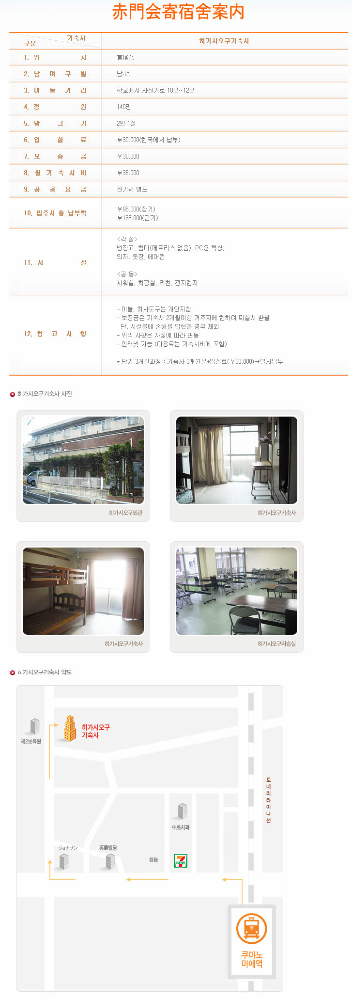 赤門会寄宿舍案内
기숙사
구분
히가시오쿠기숙사
1. 위 치
東尾久
2. 남 여 구 별
남·녀
3. 이 동 거 리
학교에서 자전거로 10분~12분
4. 정 원
140명
5. 방 크 기
2인 1실
6. 입 실 료
￥30,000(한국에서 납부)
7. 보 증 금
￥30,000
8. 월 기 숙 사 비
￥36,000
9. 공 공 요 금
전기세 별도
10. 입주시 총 납부액
￥96,000(장기)
￥138,000(단기)
11. 시 설
<각 실>
냉장고, 침대(메트리스 없음), PC용 책상,
의자, 옷장, 에어컨
<공 동>
샤워실, 화장실, 키친, 전자렌지
12. 참 고 사 항
- 이불, 취사도구는 개인지참
- 보증금은 기숙사 2개월이상 거주자에 한하여 퇴실시 환불
단, 시설물에 손해를 입혔을 경우 제외
- 위의 사항은 사정에 따라 변동
- 인터넷 가능 (이용료는 기숙사비에 포함)
* 단기 3개월과정 : 기숙사 3개월분+입실료(￥30,000)→일시납부
히가시오구기숙사 사진
히가시오구외관
히가시오구기숙사
히가시오구기숙사
히가시오구자습실
히가시오구기숙사 약도
제2보육원
히가시오구
기숙사
토네리라이나선
中島치과
ジョナサン
英華빌딩
銀鮨
7
ELEVEN
쿠마노
마에역